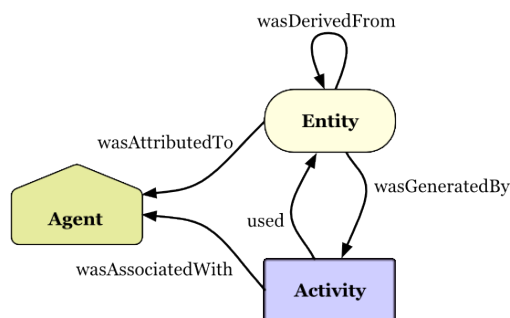 wasDerivedFrom
Entity
wasAttributedTo
wasGeneratedBy
Agent
used
wasAssociatedWith
Activity